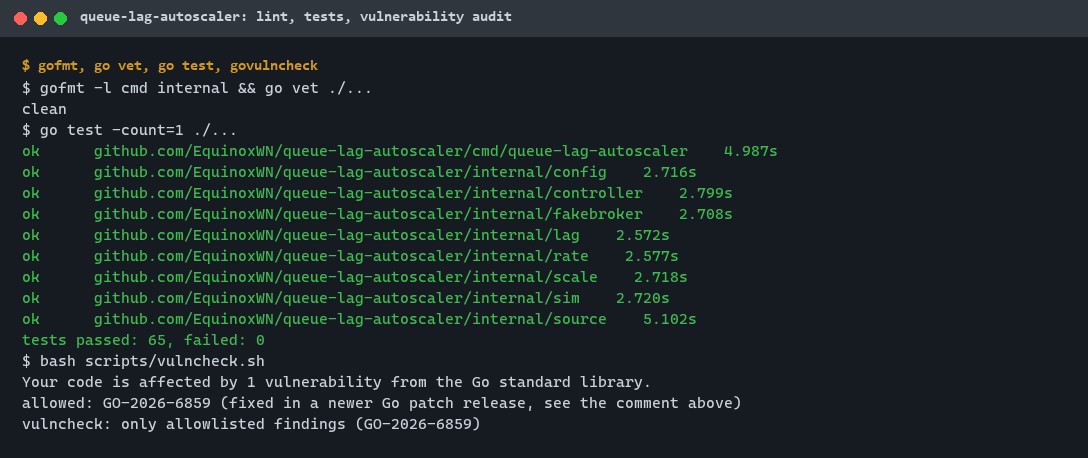 queue-lag-autoscaler: lint, tests, vulnerability audit
$ gofmt, go vet, go test, govulncheck
$ gofmt -l cmd internal && go vet ./...
clean
$ go test -count=1 ./...
ok      github.com/EquinoxWN/queue-lag-autoscaler/cmd/queue-lag-autoscaler    4.987s
ok      github.com/EquinoxWN/queue-lag-autoscaler/internal/config    2.716s
ok      github.com/EquinoxWN/queue-lag-autoscaler/internal/controller    2.799s
ok      github.com/EquinoxWN/queue-lag-autoscaler/internal/fakebroker    2.708s
ok      github.com/EquinoxWN/queue-lag-autoscaler/internal/lag    2.572s
ok      github.com/EquinoxWN/queue-lag-autoscaler/internal/rate    2.577s
ok      github.com/EquinoxWN/queue-lag-autoscaler/internal/scale    2.718s
ok      github.com/EquinoxWN/queue-lag-autoscaler/internal/sim    2.720s
ok      github.com/EquinoxWN/queue-lag-autoscaler/internal/source    5.102s
tests passed: 65, failed: 0
$ bash scripts/vulncheck.sh
Your code is affected by 1 vulnerability from the Go standard library.
allowed: GO-2026-6859 (fixed in a newer Go patch release, see the comment above)
vulncheck: only allowlisted findings (GO-2026-6859)